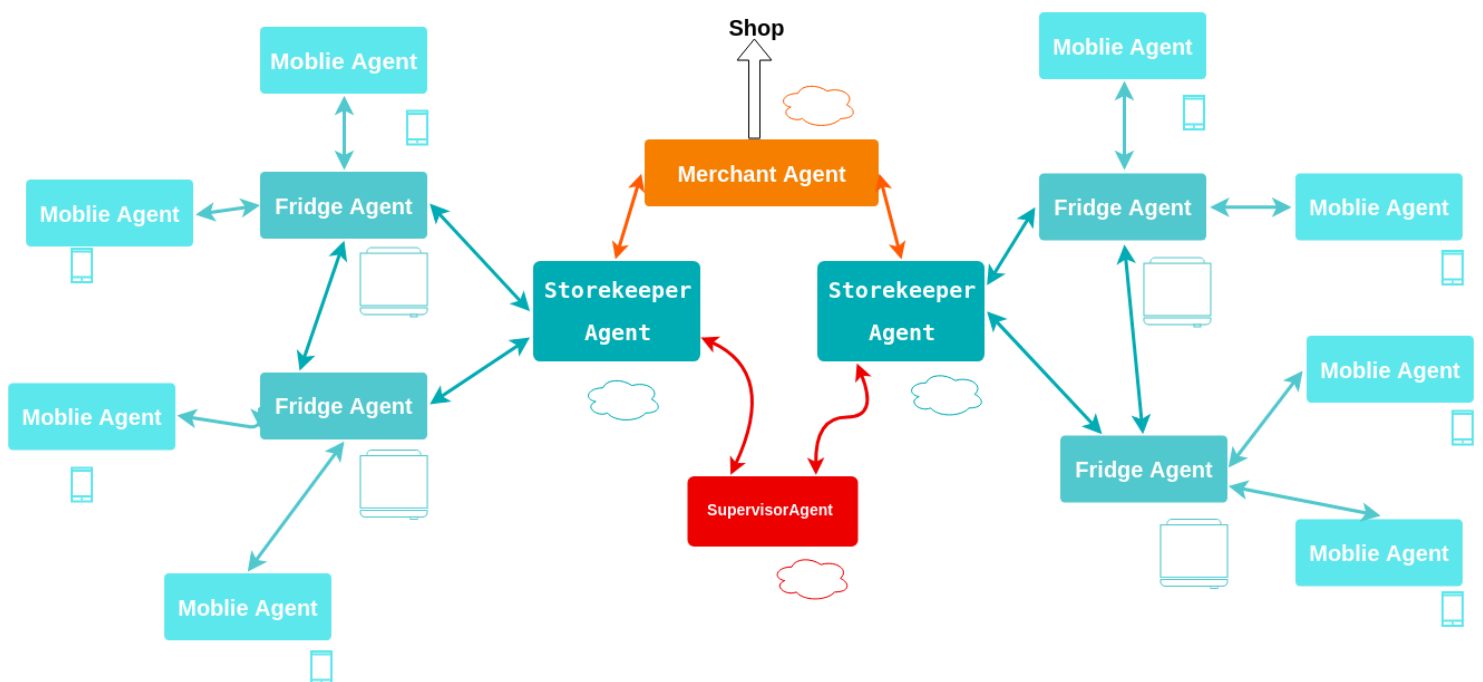 Shop
Moblie Agent
Moblie Agent
Merchant Agent
Moblie Agent
Fridge Agent
Fridge Agent
Moblie Agent
Storekeeper
Agent
Storekeeper
Agent
Moblie Agent
Fridge Agent
Moblie Agent
Fridge Agent
SupervisorAgent
Moblie Agent
Moblie Agent